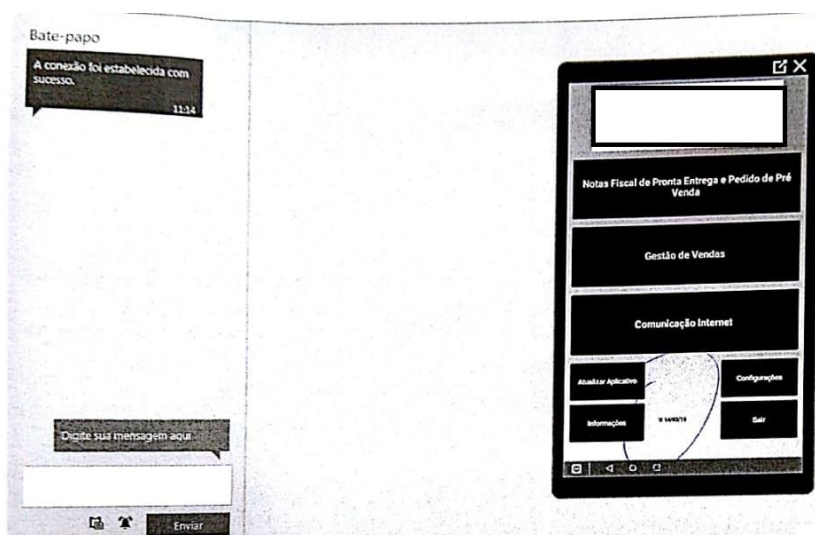 Bate-papo
A conexão foi estabelecida com
sucesso.
11:14
Digite sua mensagem aqui
Enviar
Notas Fiscal de Pronta Entrega e Pedido de Pré
Venda
Gestão de Vendas
Comunicação Internet
Atualizar Aplicativo
Configurações
Informações
Sair